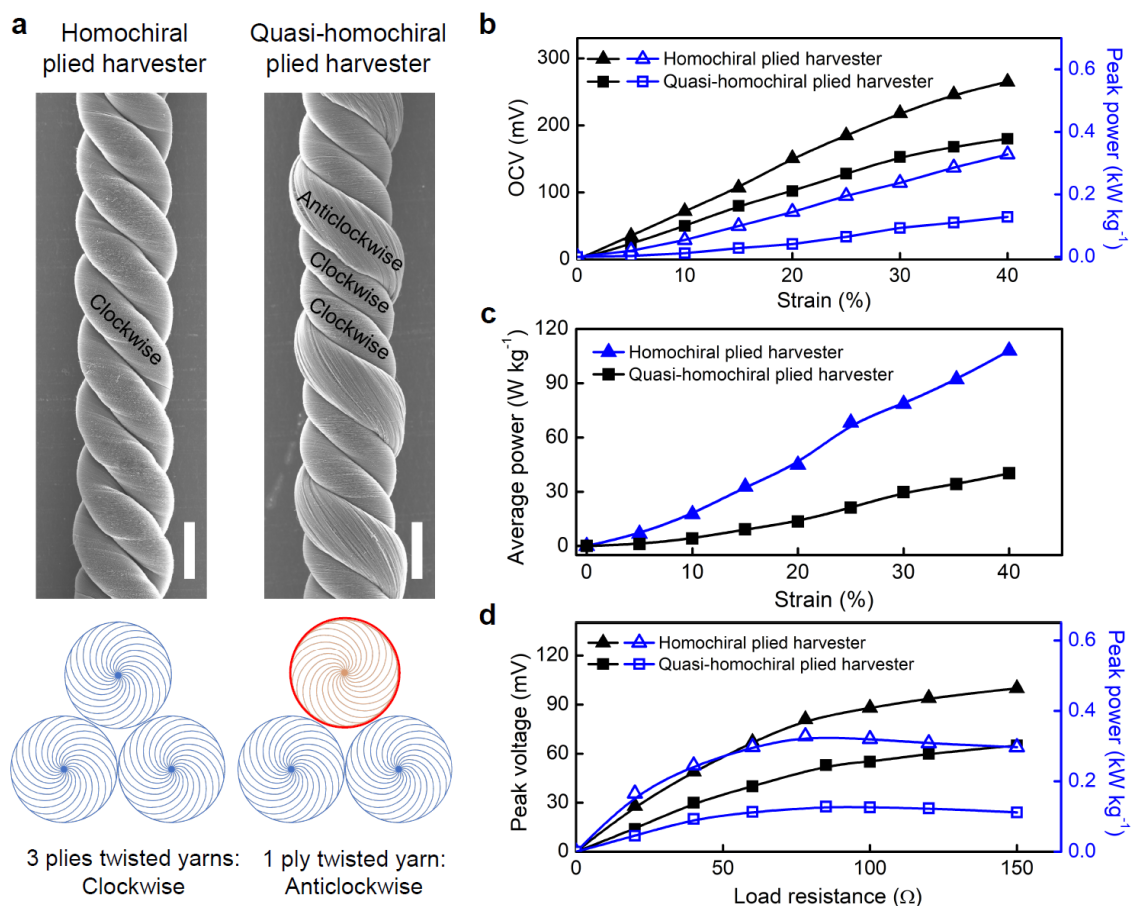 a
Homochiral
plied harvester
Quasi-homochiral
plied harvester
Clockwise
Anticlockwise
Clockwise
Clockwise
3 plies twisted yarns:
Clockwise
1 ply twisted yarn:
Anticlockwise
b
Homochiral plied harvester
Quasi-homochiral plied harvester
300
200
100
0
OCV (mV)
0.6
0.4
0.2
0.0
Peak power (kW kg⁻¹)
0 10 20 30 40
Strain (%)
c
Homochiral plied harvester
Quasi-homochiral plied harvester
120
90
60
30
0
Average power (W kg⁻¹)
0 10 20 30 40
Strain (%)
d
Homochiral plied harvester
Quasi-homochiral plied harvester
120
90
60
30
0
Peak voltage (mV)
0.6
0.4
0.2
0.0
Peak power (kW kg⁻¹)
0 50 100 150
Load resistance (Ω)